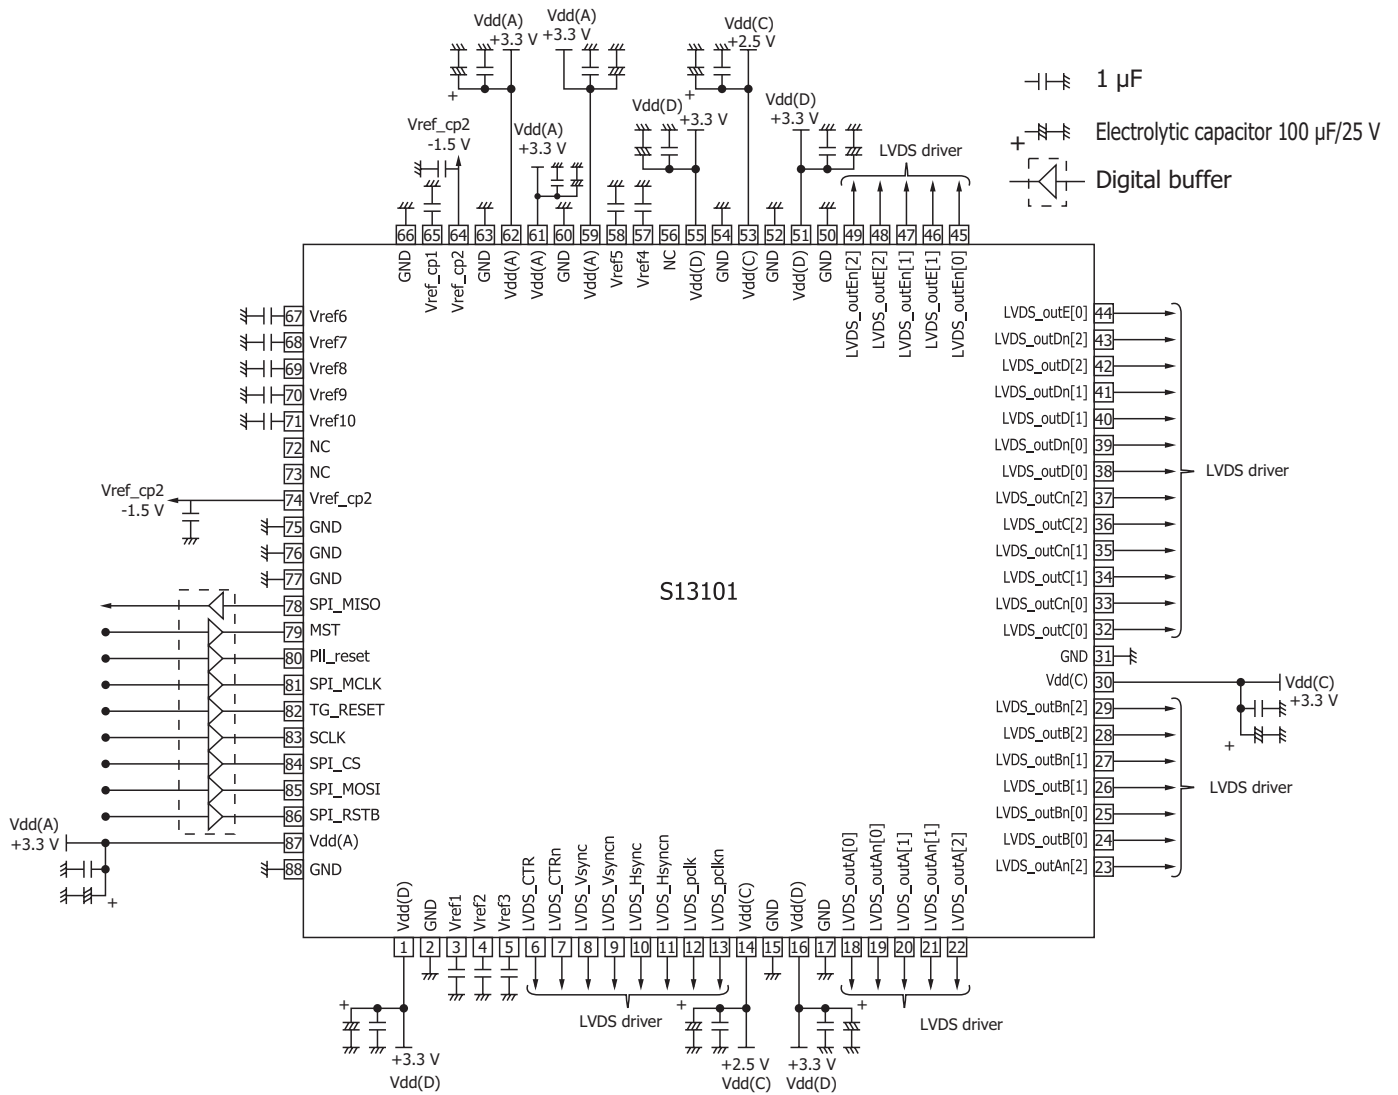 Vdd(A)
+3.3 V
Vdd(A)
+3.3 V
Vdd(C)
+2.5 V
1 µF
Electrolytic capacitor 100 µF/25 V
Digital buffer
Vref_cp2
-1.5 V
Vdd(A)
+3.3 V
Vdd(D)
+3.3 V
Vdd(D)
+3.3 V
LVDS driver
+
+
+
66 65 64 63 62 61 60 59 58 57 56 55 54 53 52 51 50 49 48 47 46 45
GND
Vref_cp1
Vref_cp2
GND
Vdd(A)
Vdd(A)
GND
Vdd(A)
Vref5
Vref4
NC
Vdd(D)
GND
Vdd(C)
GND
Vdd(D)
GND
LVDS_outEn[2]
LVDS_outE[2]
LVDS_outEn[1]
LVDS_outE[1]
LVDS_outEn[0]
67 Vref6
68 Vref7
69 Vref8
70 Vref9
71 Vref10
72 NC
73 NC
74 Vref_cp2
Vref_cp2
-1.5 V
75 GND
76 GND
77 GND
78 SPI_MISO
79 MST
80 Pll_reset
81 SPI_MCLK
82 TG_RESET
83 SCLK
84 SPI_CS
85 SPI_MOSI
86 SPI_RSTB
87 Vdd(A)
Vdd(A)
+3.3 V
88 GND
+
S13101
LVDS_outE[0] 44
LVDS_outDn[2] 43
LVDS_outD[2] 42
LVDS_outDn[1] 41
LVDS_outD[1] 40
LVDS_outDn[0] 39
LVDS_outD[0] 38
LVDS_outCn[2] 37
LVDS_outC[2] 36
LVDS_outCn[1] 35
LVDS_outC[1] 34
LVDS_outCn[0] 33
LVDS_outC[0] 32
LVDS driver
GND 31
Vdd(C) 30
Vdd(C)
+3.3 V
+
LVDS_outBn[2] 29
LVDS_outB[2] 28
LVDS_outBn[1] 27
LVDS_outB[1] 26
LVDS_outBn[0] 25
LVDS_outB[0] 24
LVDS_outAn[2] 23
LVDS driver
Vdd(D)
GND
Vref1
Vref2
Vref3
LVDS_CTR
LVDS_CTRn
LVDS_Vsync
LVDS_Vsyncn
LVDS_Hsync
LVDS_Hsyncn
LVDS_pclk
LVDS_pclkn
Vdd(C)
GND
Vdd(D)
GND
LVDS_outA[0]
LVDS_outAn[0]
LVDS_outA[1]
LVDS_outAn[1]
LVDS_outA[2]
1 2 3 4 5 6 7 8 9 10 11 12 13 14 15 16 17 18 19 20 21 22
+
+
+
LVDS driver
LVDS driver
+3.3 V
Vdd(D)
+2.5 V
Vdd(C)
+3.3 V
Vdd(D)